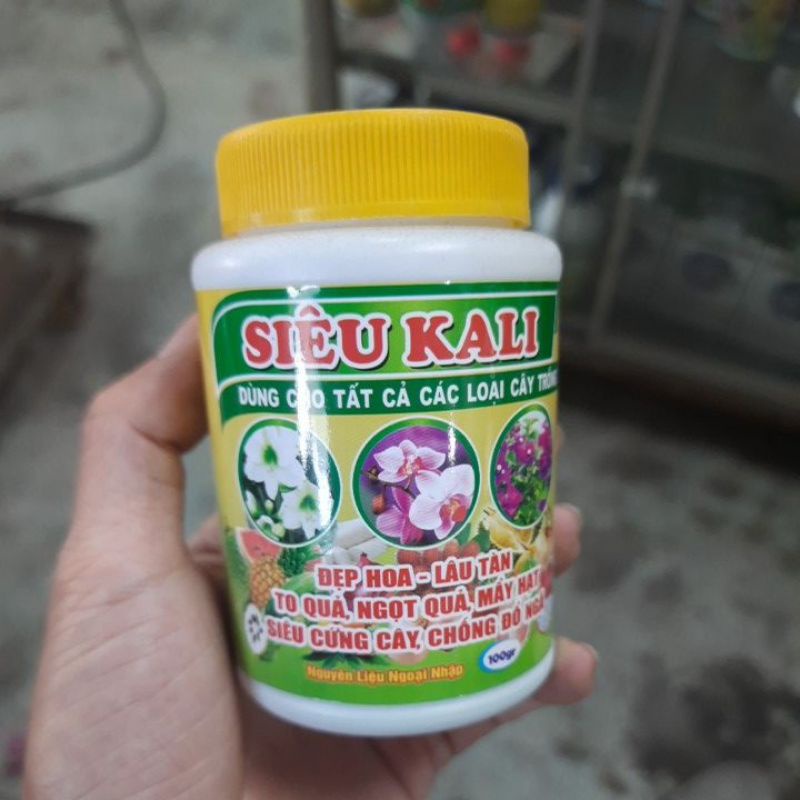 SIÊU KALI
DÙNG CHO TẤT CẢ CÁC LOẠI CÂY TRỒNG
ĐẸP HOA - LÂU TÀN
TO QUẢ, NGỌT QUẢ, MẨY HẠT
SIÊU CỨNG CÂY, CHỐNG ĐỔ NGÃ
100gr
Nguyên Liệu Ngoại Nhập